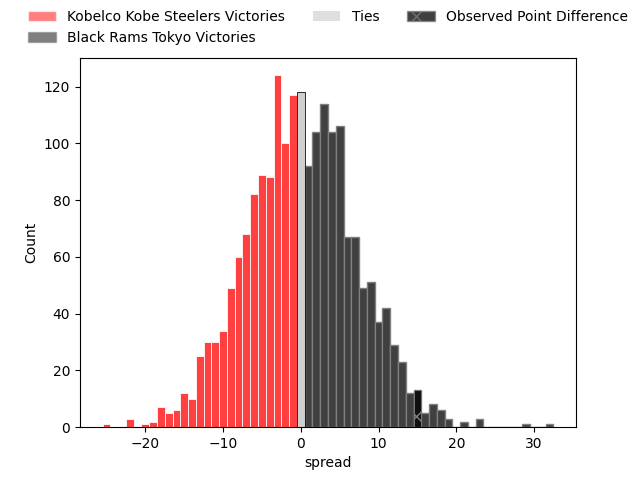 Kobelco Kobe Steelers Victories
Ties
Observed Point Difference
Black Rams Tokyo Victories
120
100
80
60
40
20
0
Count
−20
−10
0
10
20
30
spread